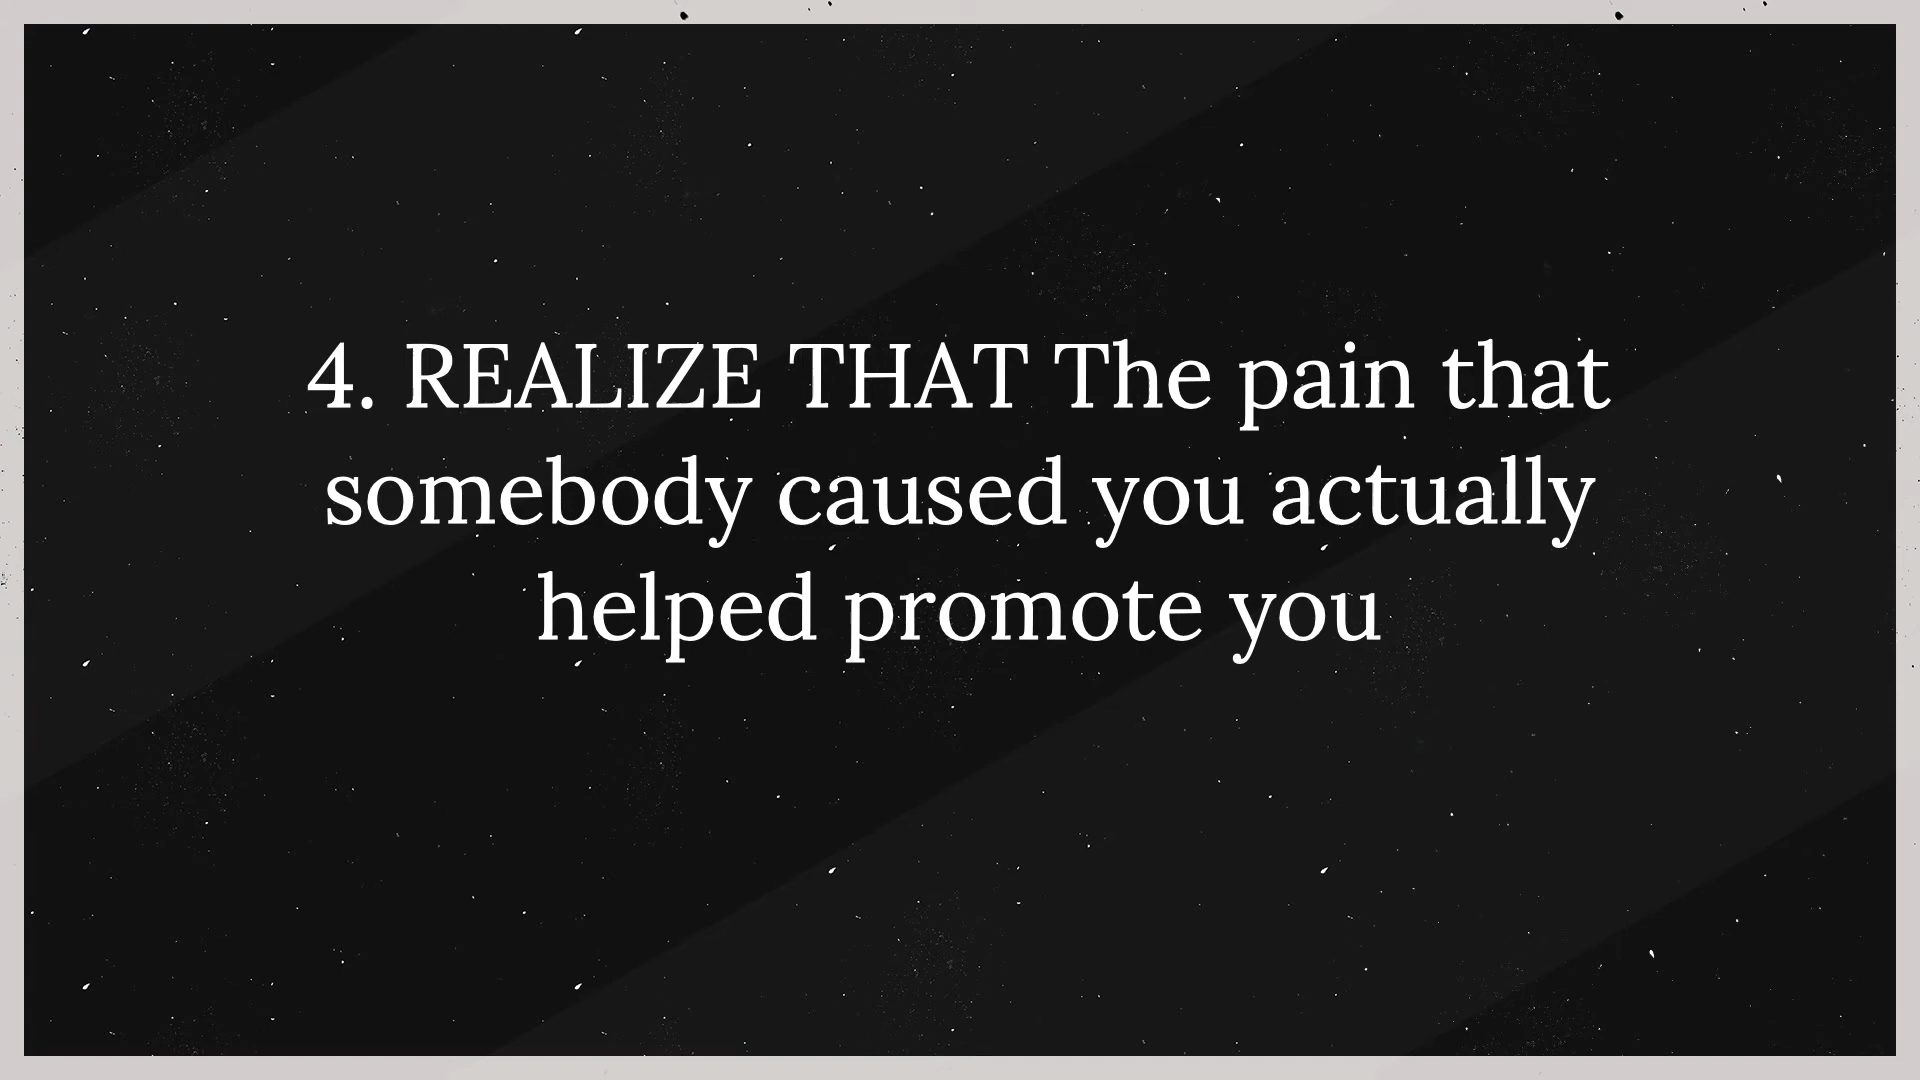 4. REALIZE THAT The pain that
somebody caused you actually
helped promote you